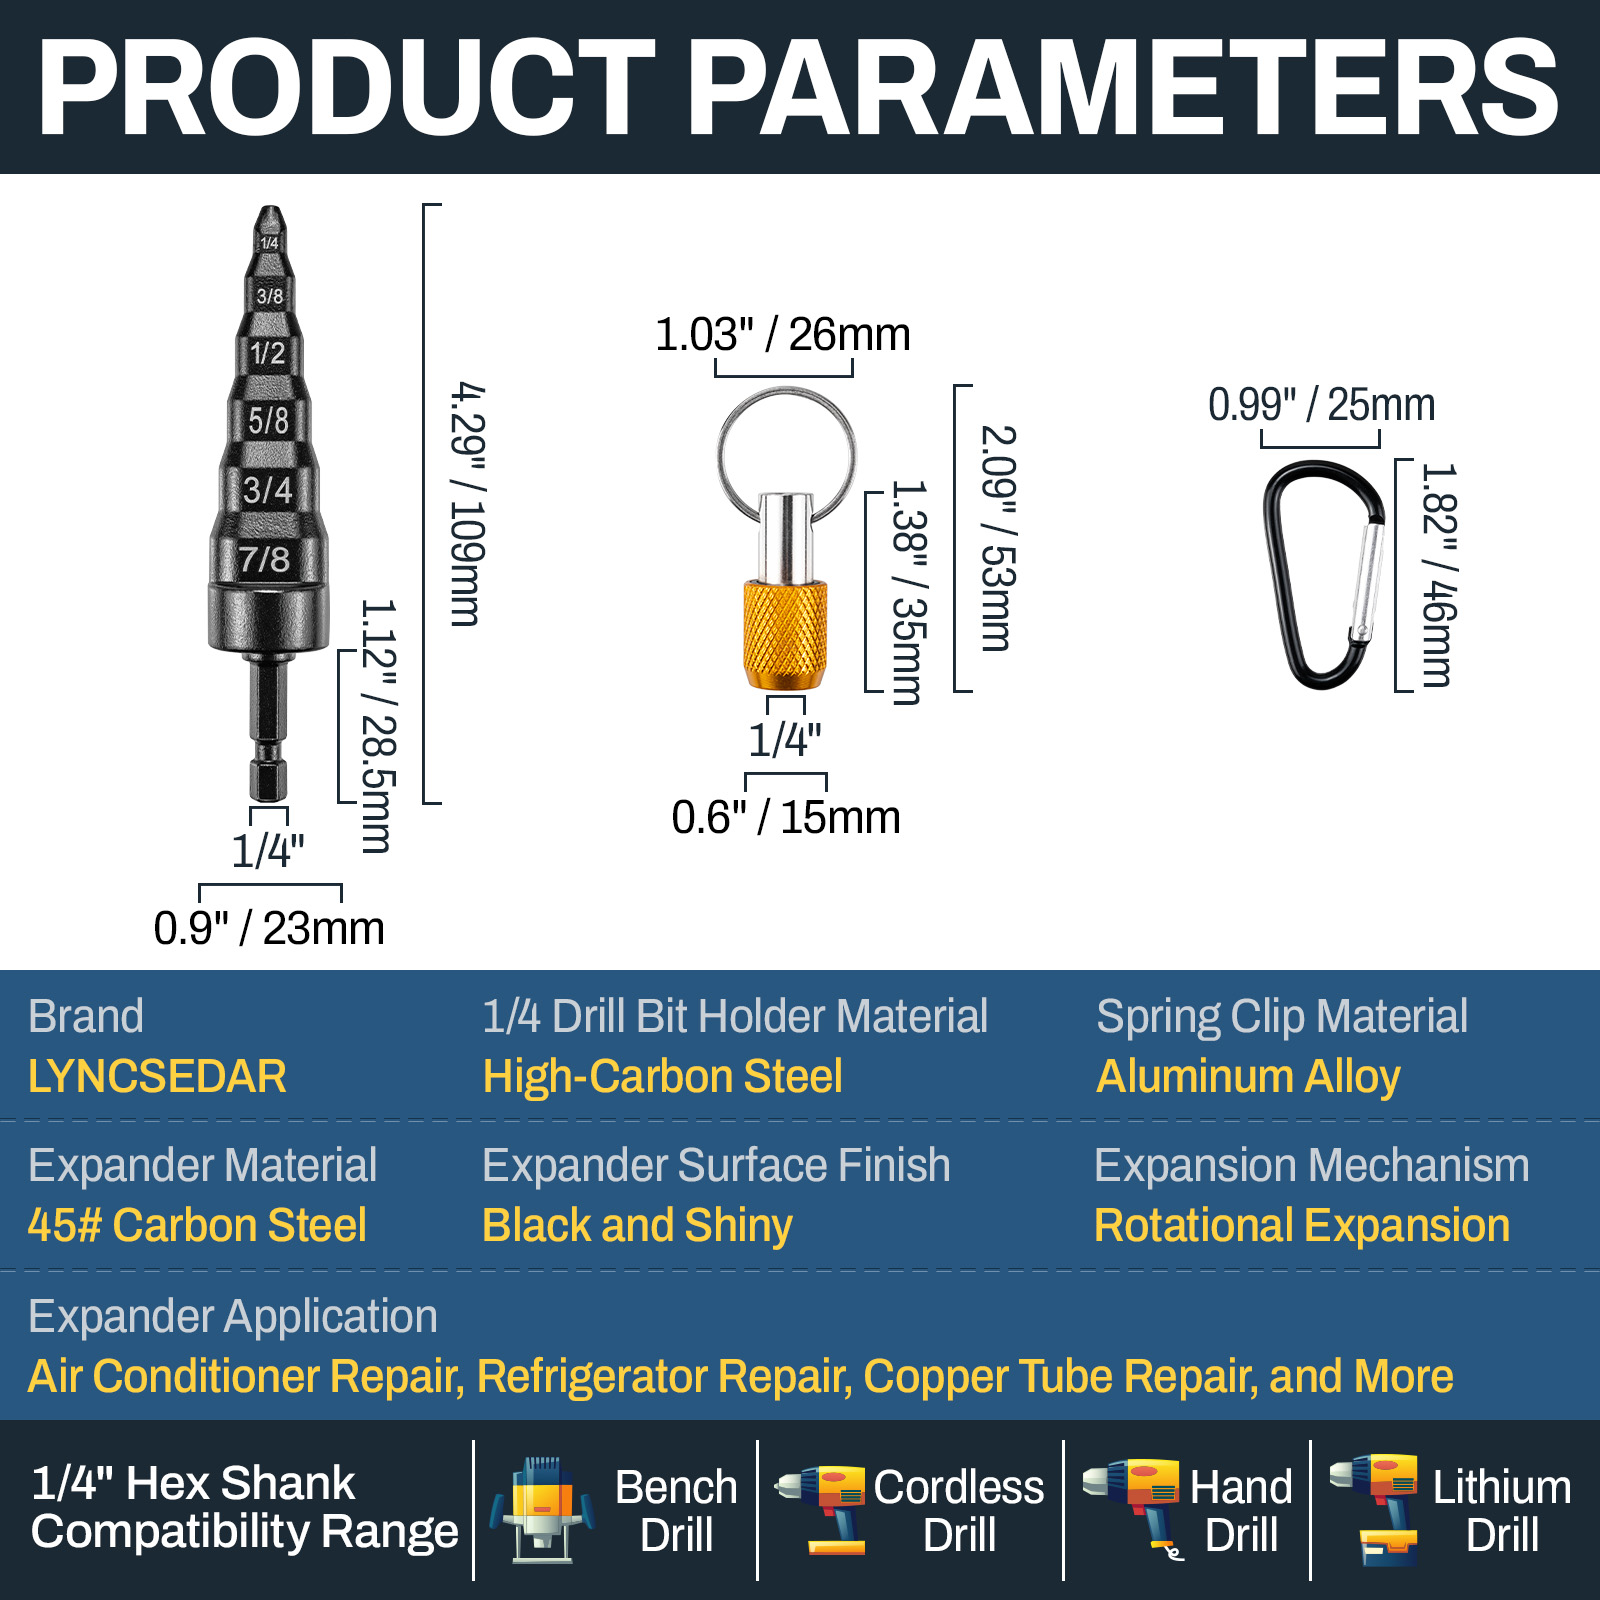 PRODUCT PARAMETERS
1/4
3/8
1/2
5/8
3/4
7/8
4.29" / 109mm
1.12" / 28.5mm
1/4"
0.9" / 23mm
1.03" / 26mm
2.09" / 53mm
1.38" / 35mm
1/4"
0.6" / 15mm
0.99" / 25mm
1.82" / 46mm
Brand
LYNCSEDAR
1/4 Drill Bit Holder Material
High-Carbon Steel
Spring Clip Material
Aluminum Alloy
Expander Material
45# Carbon Steel
Expander Surface Finish
Black and Shiny
Expansion Mechanism
Rotational Expansion
Expander Application
Air Conditioner Repair, Refrigerator Repair, Copper Tube Repair, and More
1/4" Hex Shank
Compatibility Range
Bench
Drill
Cordless
Drill
Hand
Drill
Lithium
Drill